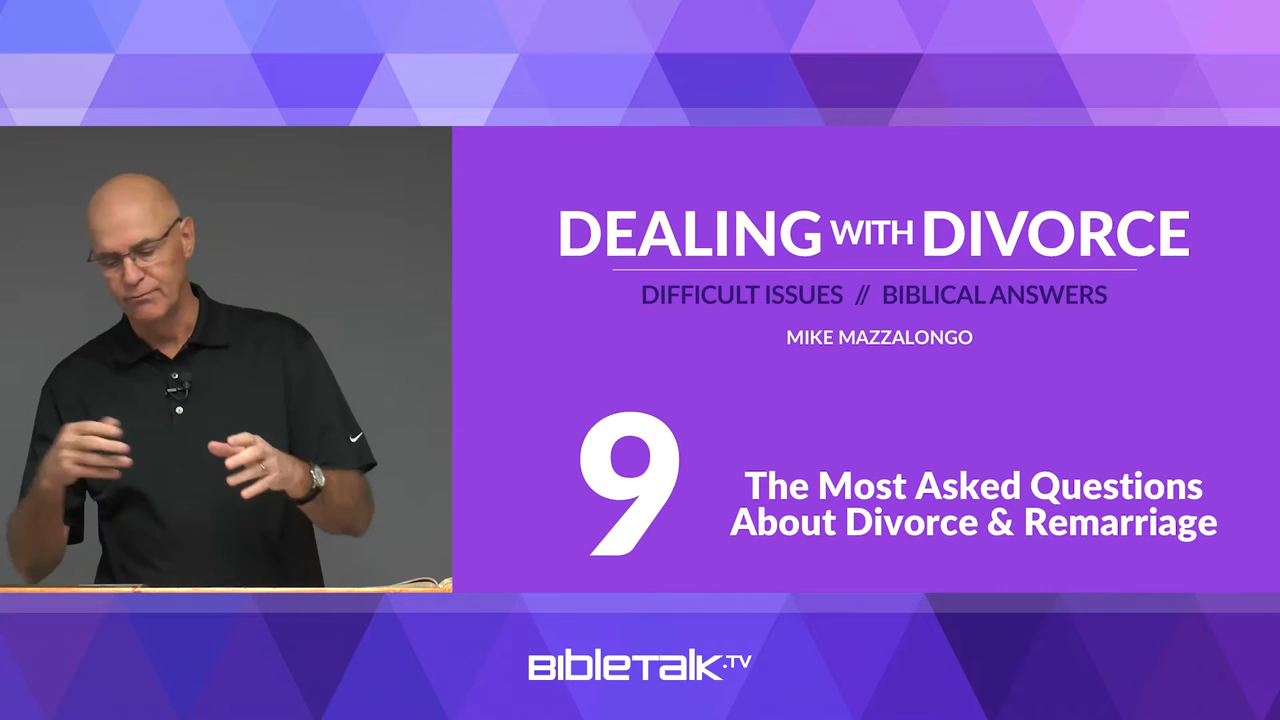 DEALING WITH DIVORCE
DIFFICULT ISSUES // BIBLICAL ANSWERS
MIKE MAZZALONGO
9
The Most Asked Questions
About Divorce & Remarriage
BIBLETALK.TV